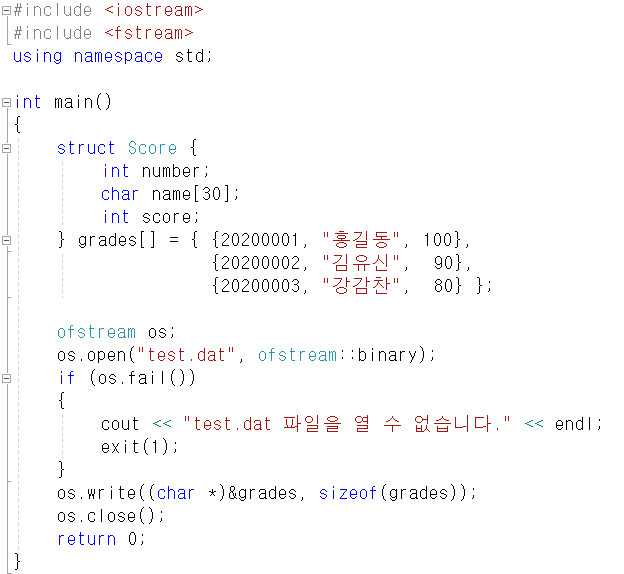 #include <iostream>
#include <fstream>
using namespace std;
int main()
{
struct Score {
int number;
char name[30];
int score;
} grades[] = { {20200001, "홍길동", 100},
{20200002, "김유신", 90},
{20200003, "강감찬", 80} };
ofstream os;
os.open("test.dat", ofstream::binary);
if (os.fail())
{
cout << "test.dat 파일을 열 수 없습니다." << endl;
exit(1);
}
os.write((char *)&grades, sizeof(grades));
os.close();
return 0;
}